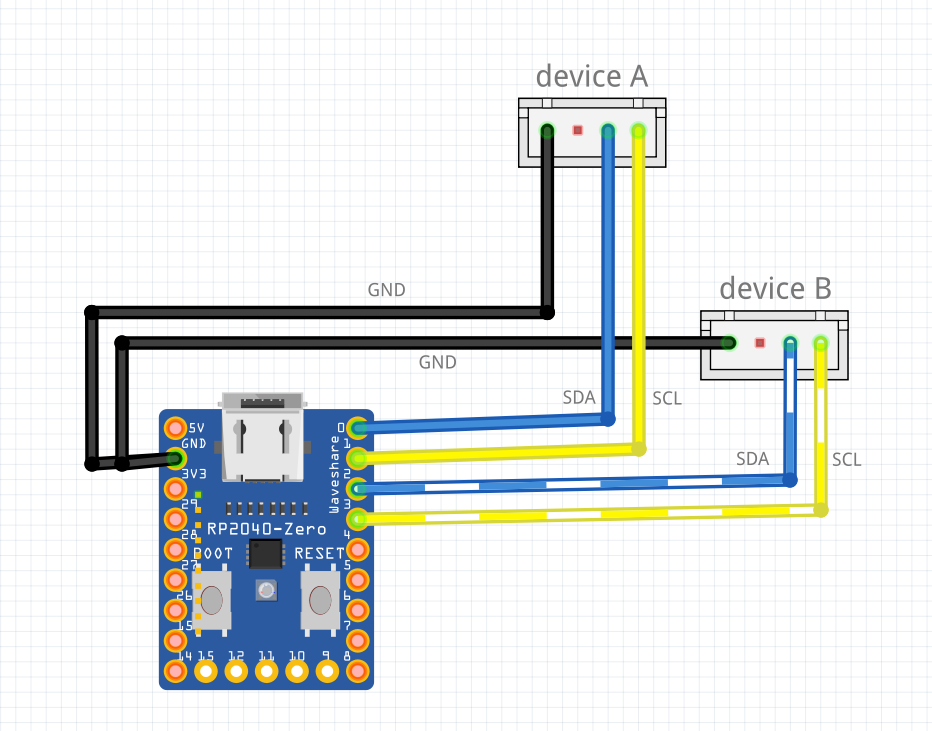 device A
device B
GND
GND
SDA
SCL
SDA
SCL
5V
GND
3V3
29
28
27
26
15
14
15
12
11
10
9
8
0
1
2
3
4
5
6
7
Waveshare
RP2040-Zero
BOOT
RESET